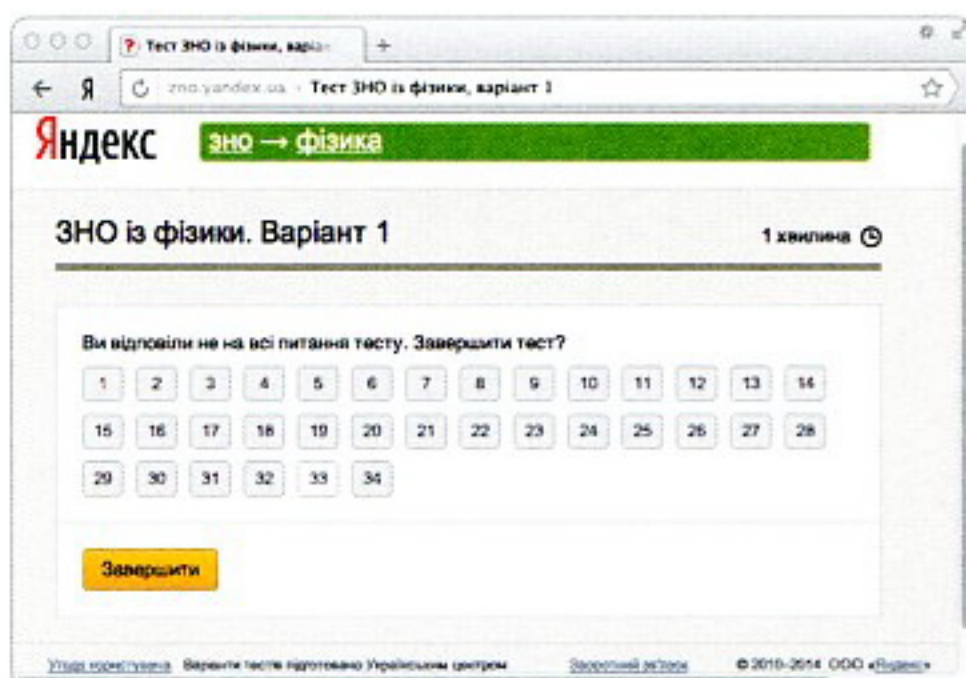 Тест ЗНО із фізики, варіан
Я zno.yandex.ua Тест ЗНО із фізики, варіант 1
Яндекс зно → фізика
ЗНО із фізики. Варіант 1 1 хвилина
Ви відповіли не на всі питання тесту. Завершити тест?
1 2 3 4 5 6 7 8 9 10 11 12 13 14
15 16 17 18 19 20 21 22 23 24 25 26 27 28
29 30 31 32 33 34
Завершити
Угода користувача Варіанти тестів підготовано Українським центром Зворотний зв'язок © 2010-2014 ООО «Яндекс»